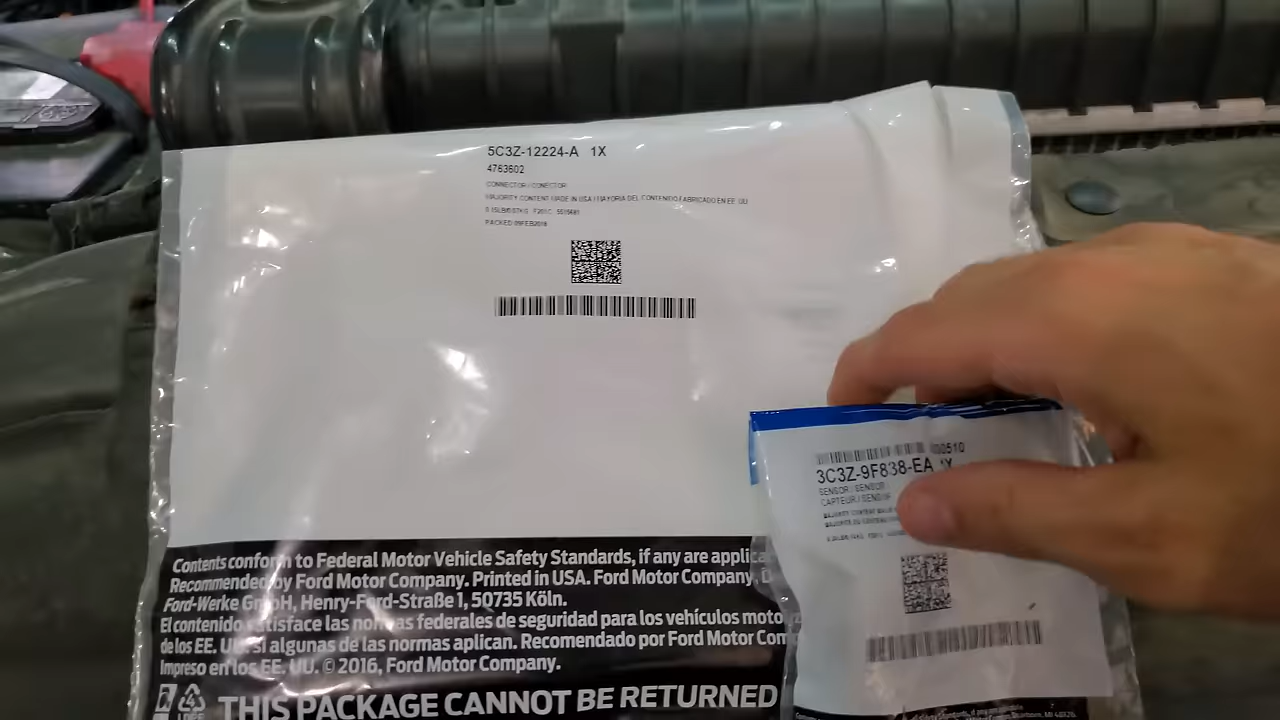 5C3Z-12224-A 1X
4763602
CONNECTOR / CONECTOR
MAJORITY CONTENT MADE IN USA / MAYORIA DEL CONTENIDO FABRICADO EN EE UU
PACKED 09FEB2018
Contents conform to Federal Motor Vehicle Safety Standards, if any are applica
Recommended by Ford Motor Company. Printed in USA. Ford Motor Company, D
Ford-Werke GmbH, Henry-Ford-Straße 1, 50735 Köln.
El contenido satisface las normas federales de seguridad para los vehículos moto
de los EE. UU. si algunas de las normas aplican. Recomendado por Ford Motor Com
Impreso en los EE. UU. © 2016, Ford Motor Company.
THIS PACKAGE CANNOT BE RETURNED
00510
3C3Z-9F838-EA 1X
SENSOR / SENSOR
CAPTEUR / SENSOR
MAJORITY CONTENT MADE